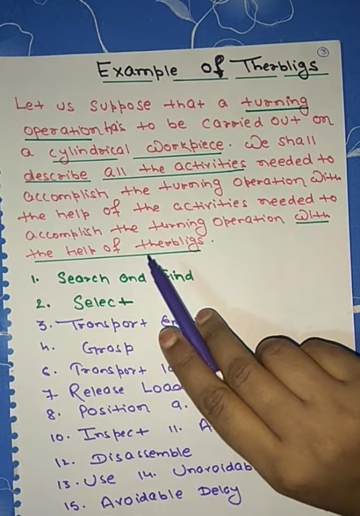 3
Example of Therbligs
Let us suppose that a turning
operation has to be carried out on
a cylindrical workpiece. We shall
describe all the activities needed to
accomplish the turning operation with
the help of the activities needed to
accomplish the turning operation with
the help of therbligs.
1. Search and Find
2. Select
3. Transport
4. Grasp
6. Transport
7. Release Load
8. Position 9.
10. Inspect 11. A
12. Disassemble
13. Use 14. Unavoidab
15. Avoidable Delay